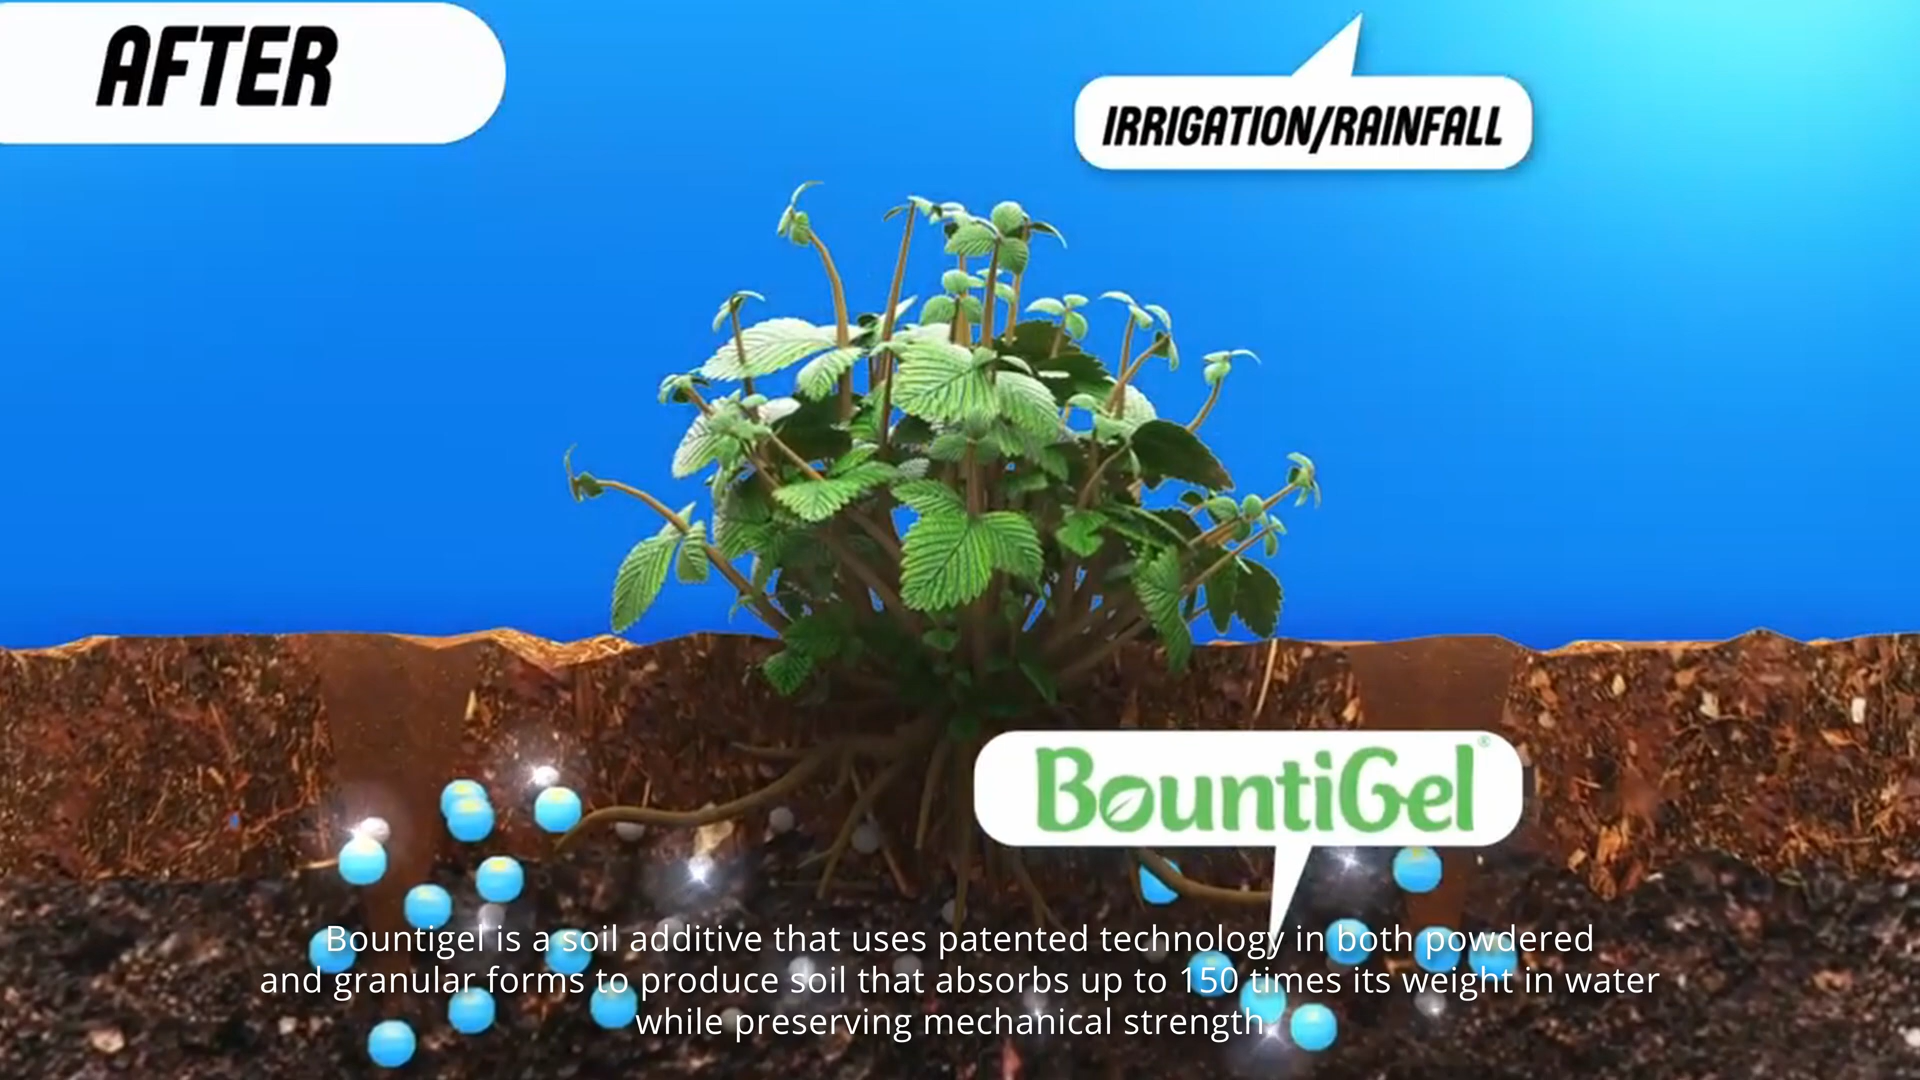 AFTER
IRRIGATION/RAINFALL
BountiGel®
Bountigel is a soil additive that uses patented technology in both powdered
and granular forms to produce soil that absorbs up to 150 times its weight in water
while preserving mechanical strength.